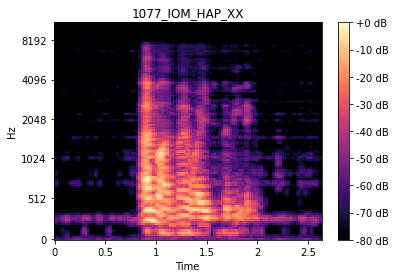 1077_IOM_HAP_XX
+0 dB
8192
-10 dB
4096
-20 dB
-30 dB
2048
Hz
-40 dB
1024
-50 dB
512
-60 dB
-70 dB
0
-80 dB
0 0.5 1 1.5 2 2.5
Time